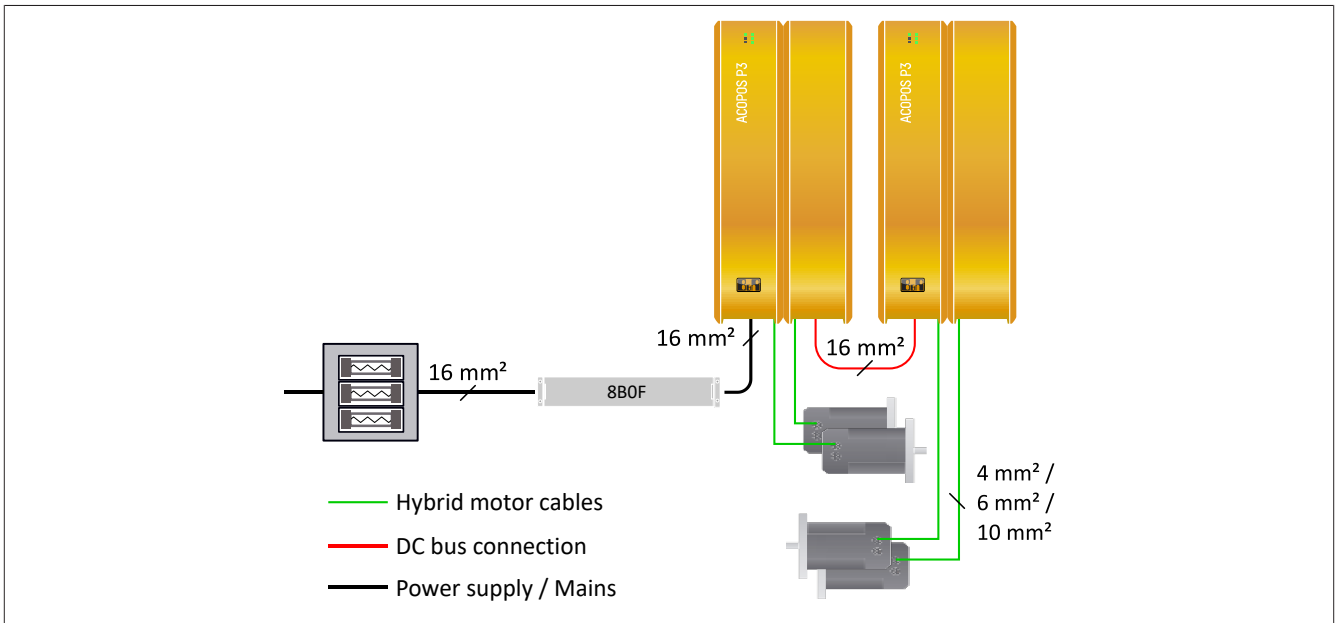 ACOPOS P3
ACOPOS P3
16 mm²
16 mm²
16 mm²
8B0F
4 mm² /
6 mm² /
10 mm²
Hybrid motor cables
DC bus connection
Power supply / Mains